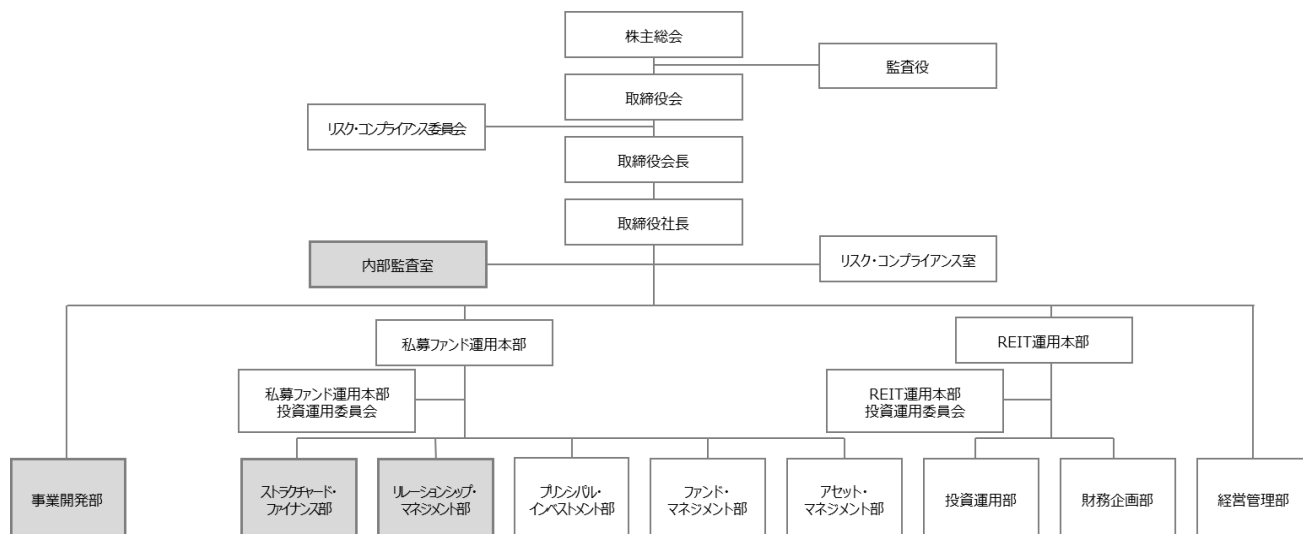 株主総会
監査役
取締役会
リスク・コンプライアンス委員会
取締役会長
取締役社長
内部監査室
リスク・コンプライアンス室
私募ファンド運用本部
REIT運用本部
私募ファンド運用本部
投資運用委員会
REIT運用本部
投資運用委員会
事業開発部
ストラクチャード・
ファイナンス部
リレーションシップ・
マネジメント部
プリンシパル・
インベストメント部
ファンド・
マネジメント部
アセット・
マネジメント部
投資運用部
財務企画部
経営管理部